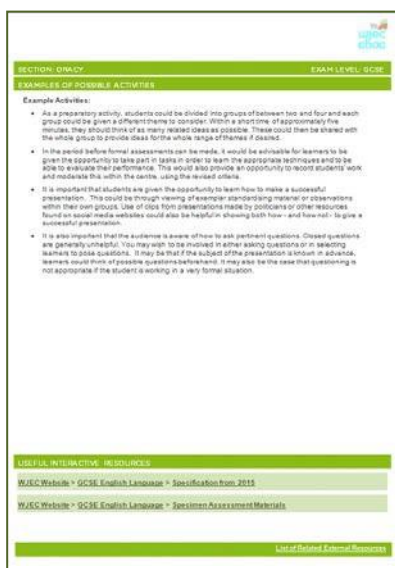 wjec
cbac
SECTION: ORACY EXAM LEVEL: GCSE
EXAMPLES OF POSSIBLE ACTIVITIES
Example Activities:
• As a preparatory activity, students could be divided into groups of between two and four and each
group could be given a different theme to consider. Within a short time of approximately five
minutes, they should think of as many related ideas as possible. These could then be shared with
the whole group to provide ideas for the whole range of themes if desired.
• In the period before formal assessments can be made, it would be advisable for learners to be
given the opportunity to take part in tasks in order to learn the appropriate techniques and to be
able to evaluate their performance. This would also provide an opportunity to record students' work
and moderate this within the centre, using the revised criteria.
• It is important that students are given the opportunity to learn how to make a successful
presentation. This could be through viewing of exemplar standardising material or observations
within their own groups. Use of clips from presentations made by politicians or other resources
found on social media websites could also be helpful in showing both how - and how not - to give a
successful presentation.
• It is also important that the audience is aware of how to ask pertinent questions. Closed questions
are generally unhelpful. You may wish to be involved in either asking questions or in selecting
learners to pose questions. It may be that if the subject of the presentation is known in advance,
learners could think of possible questions beforehand. It may also be the case that questioning is
not appropriate if the student is working in a very formal situation.
USEFUL INTERACTIVE RESOURCES
WJEC Website > GCSE English Language > Specification from 2015
WJEC Website > GCSE English Language > Specimen Assessment Materials
List of Related External Resources